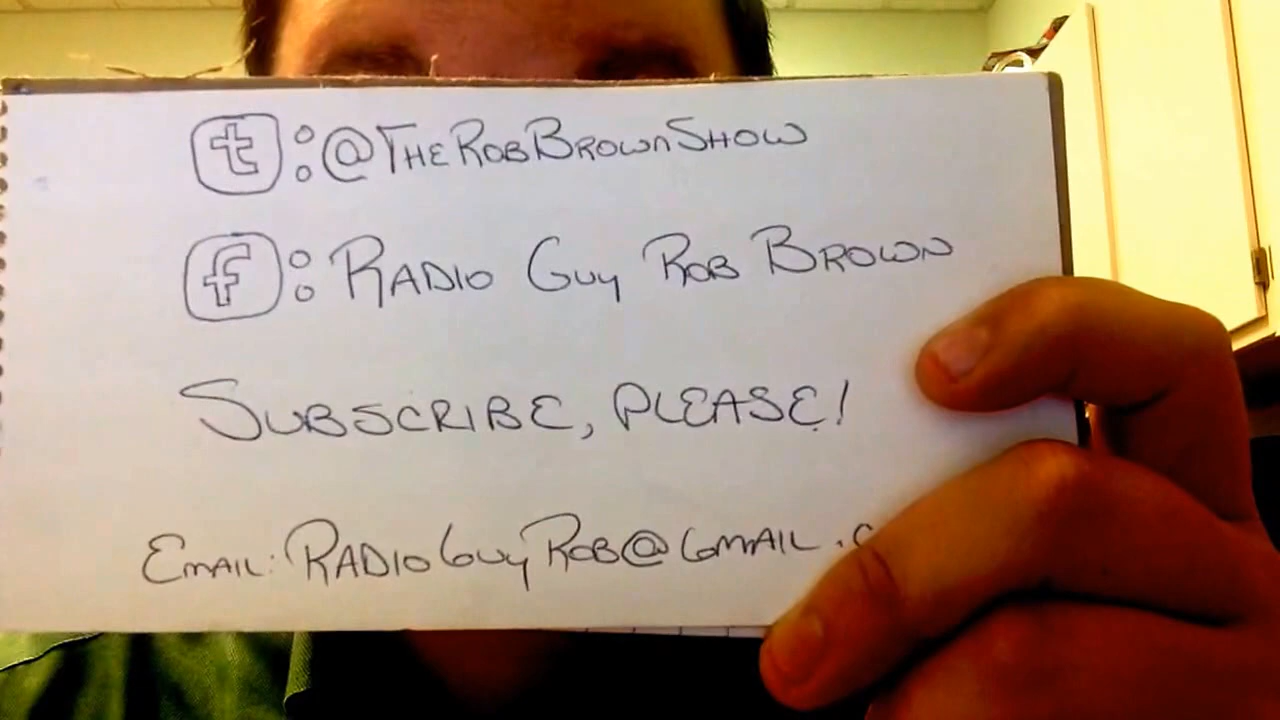 t: @TheRobBrownShow
f: Radio Guy Rob Brown
Subscribe, Please!
Email: RadioGuyRob@gmail.c